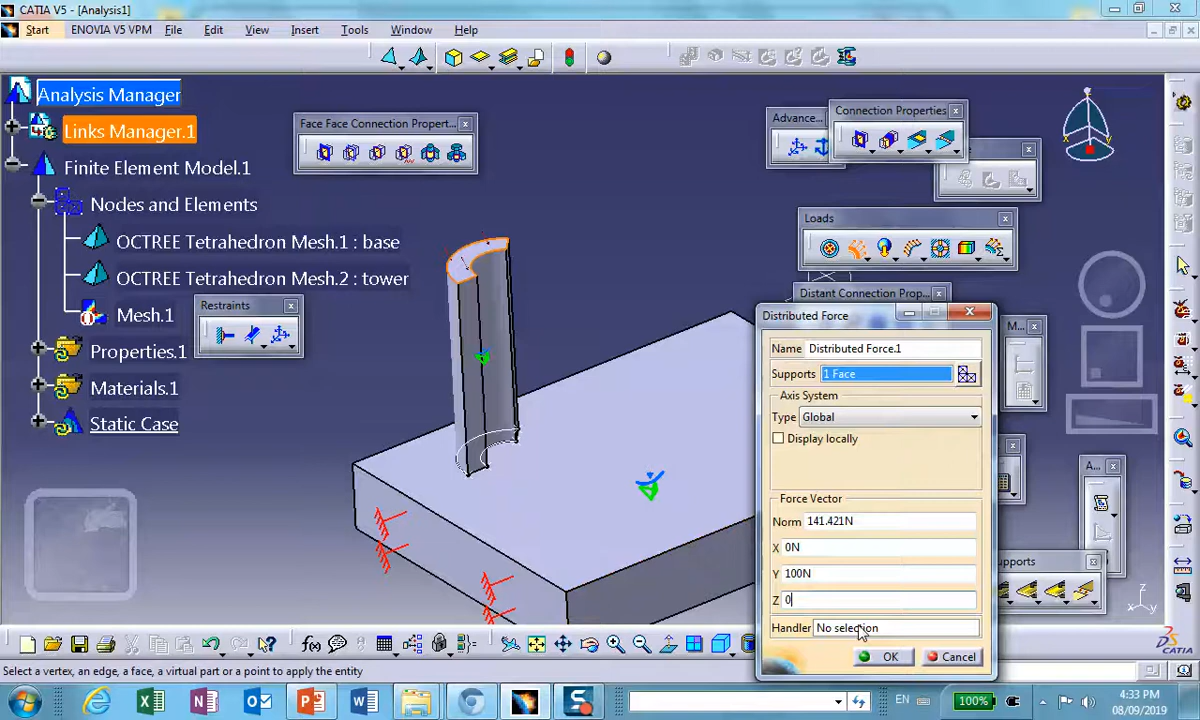 CATIA V5 - [Analysis1]
Start ENOVIA V5 VPM File Edit View Insert Tools Window Help
Analysis Manager
Links Manager.1
Finite Element Model.1
Nodes and Elements
OCTREE Tetrahedron Mesh.1 : base
OCTREE Tetrahedron Mesh.2 : tower
Mesh.1
Properties.1
Materials.1
Static Case
Face Face Connection Propert...
Restraints
Advance...
Connection Properties
Loads
Distant Connection Prop...
M...
A...
upports
Distributed Force
Name Distributed Force.1
Supports 1 Face
Axis System
Type Global
Display locally
Force Vector
Norm 141.421N
X 0N
Y 100N
Z 0
Handler No selection
OK Cancel
z
x y
CATIA
Select a vertex, an edge, a face, a virtual part or a point to apply the entity
EN 100% 4:33 PM
08/09/2019